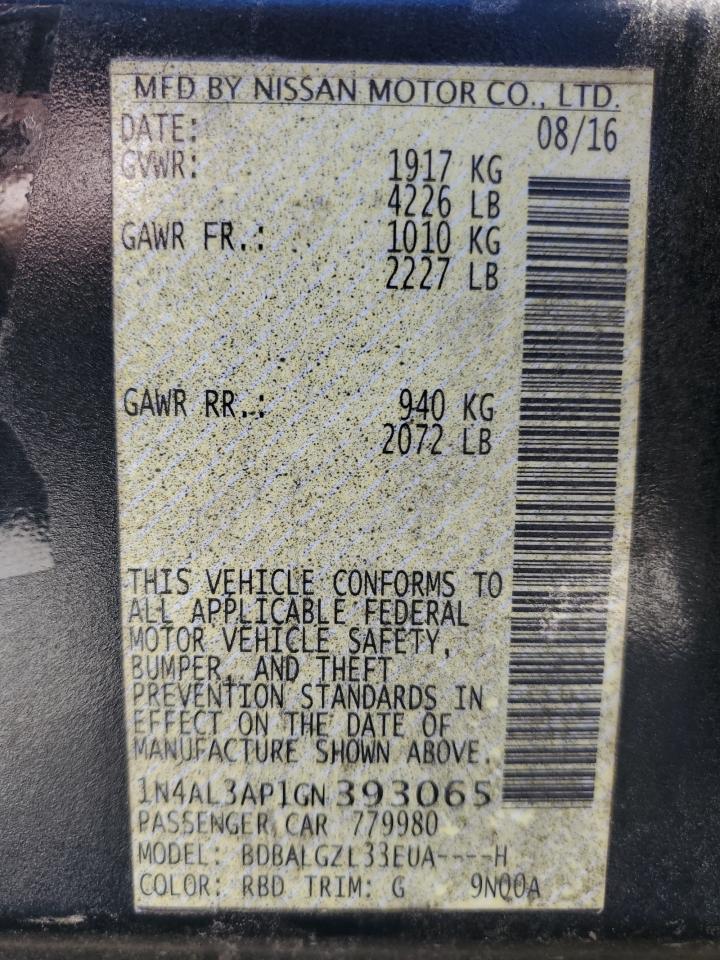 MFD BY NISSAN MOTOR CO., LTD.
DATE: 08/16
GVWR: 1917 KG
4226 LB
GAWR FR.: 1010 KG
2227 LB
GAWR RR.: 940 KG
2072 LB
THIS VEHICLE CONFORMS TO
ALL APPLICABLE FEDERAL
MOTOR VEHICLE SAFETY,
BUMPER, AND THEFT
PREVENTION STANDARDS IN
EFFECT ON THE DATE OF
MANUFACTURE SHOWN ABOVE.
1N4AL3AP1GN393065
PASSENGER CAR 779980
MODEL: BDBALGZL33EUA----H
COLOR: RBD TRIM: G 9N00A